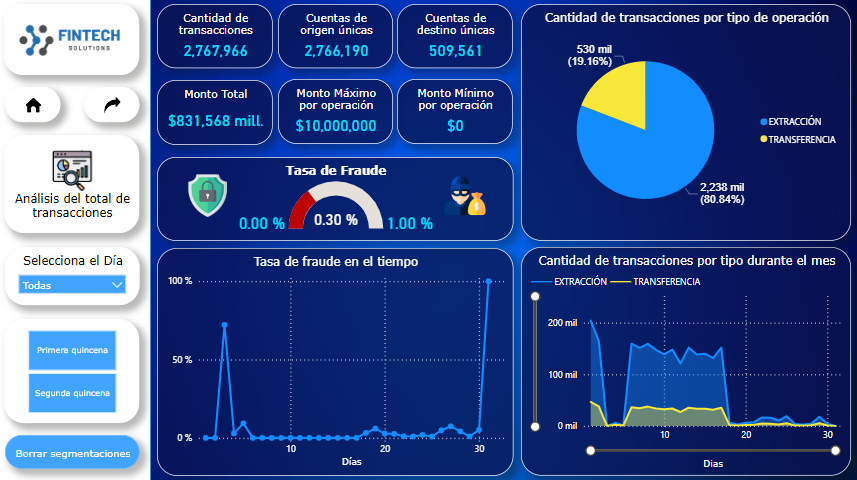 FINTECH
SOLUTIONS
Análisis del total de
transacciones
Selecciona el Día
Todas
Primera quincena
Segunda quincena
Borrar segmentaciones
Cantidad de
transacciones
2,767,966
Cuentas de
origen únicas
2,766,190
Cuentas de
destino únicas
509,561
Monto Total
$831,568 mill.
Monto Máximo
por operación
$10,000,000
Monto Mínimo
por operación
$0
Tasa de Fraude
0.00 %
0.30 %
1.00 %
Cantidad de transacciones por tipo de operación
530 mil
(19.16%)
2,238 mil
(80.84%)
EXTRACCIÓN
TRANSFERENCIA
Tasa de fraude en el tiempo
100 %
50 %
0 %
10
20
30
Días
Cantidad de transacciones por tipo durante el mes
EXTRACCIÓN
TRANSFERENCIA
200 mil
100 mil
0 mil
10
20
30
Dias